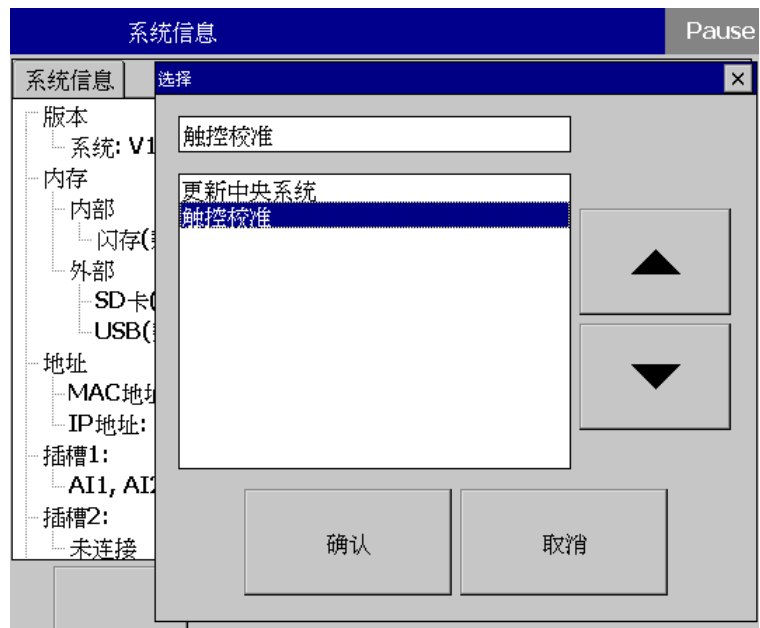 系统信息
Pause
系统信息
选择
版本
系统: V1
触控校准
内存
内部
闪存(
更新中央系统
触控校准
外部
SD卡(
USB(
地址
MAC地址
IP地址:
插槽1:
AI1, AI2
插槽2:
未连接
确认
取消